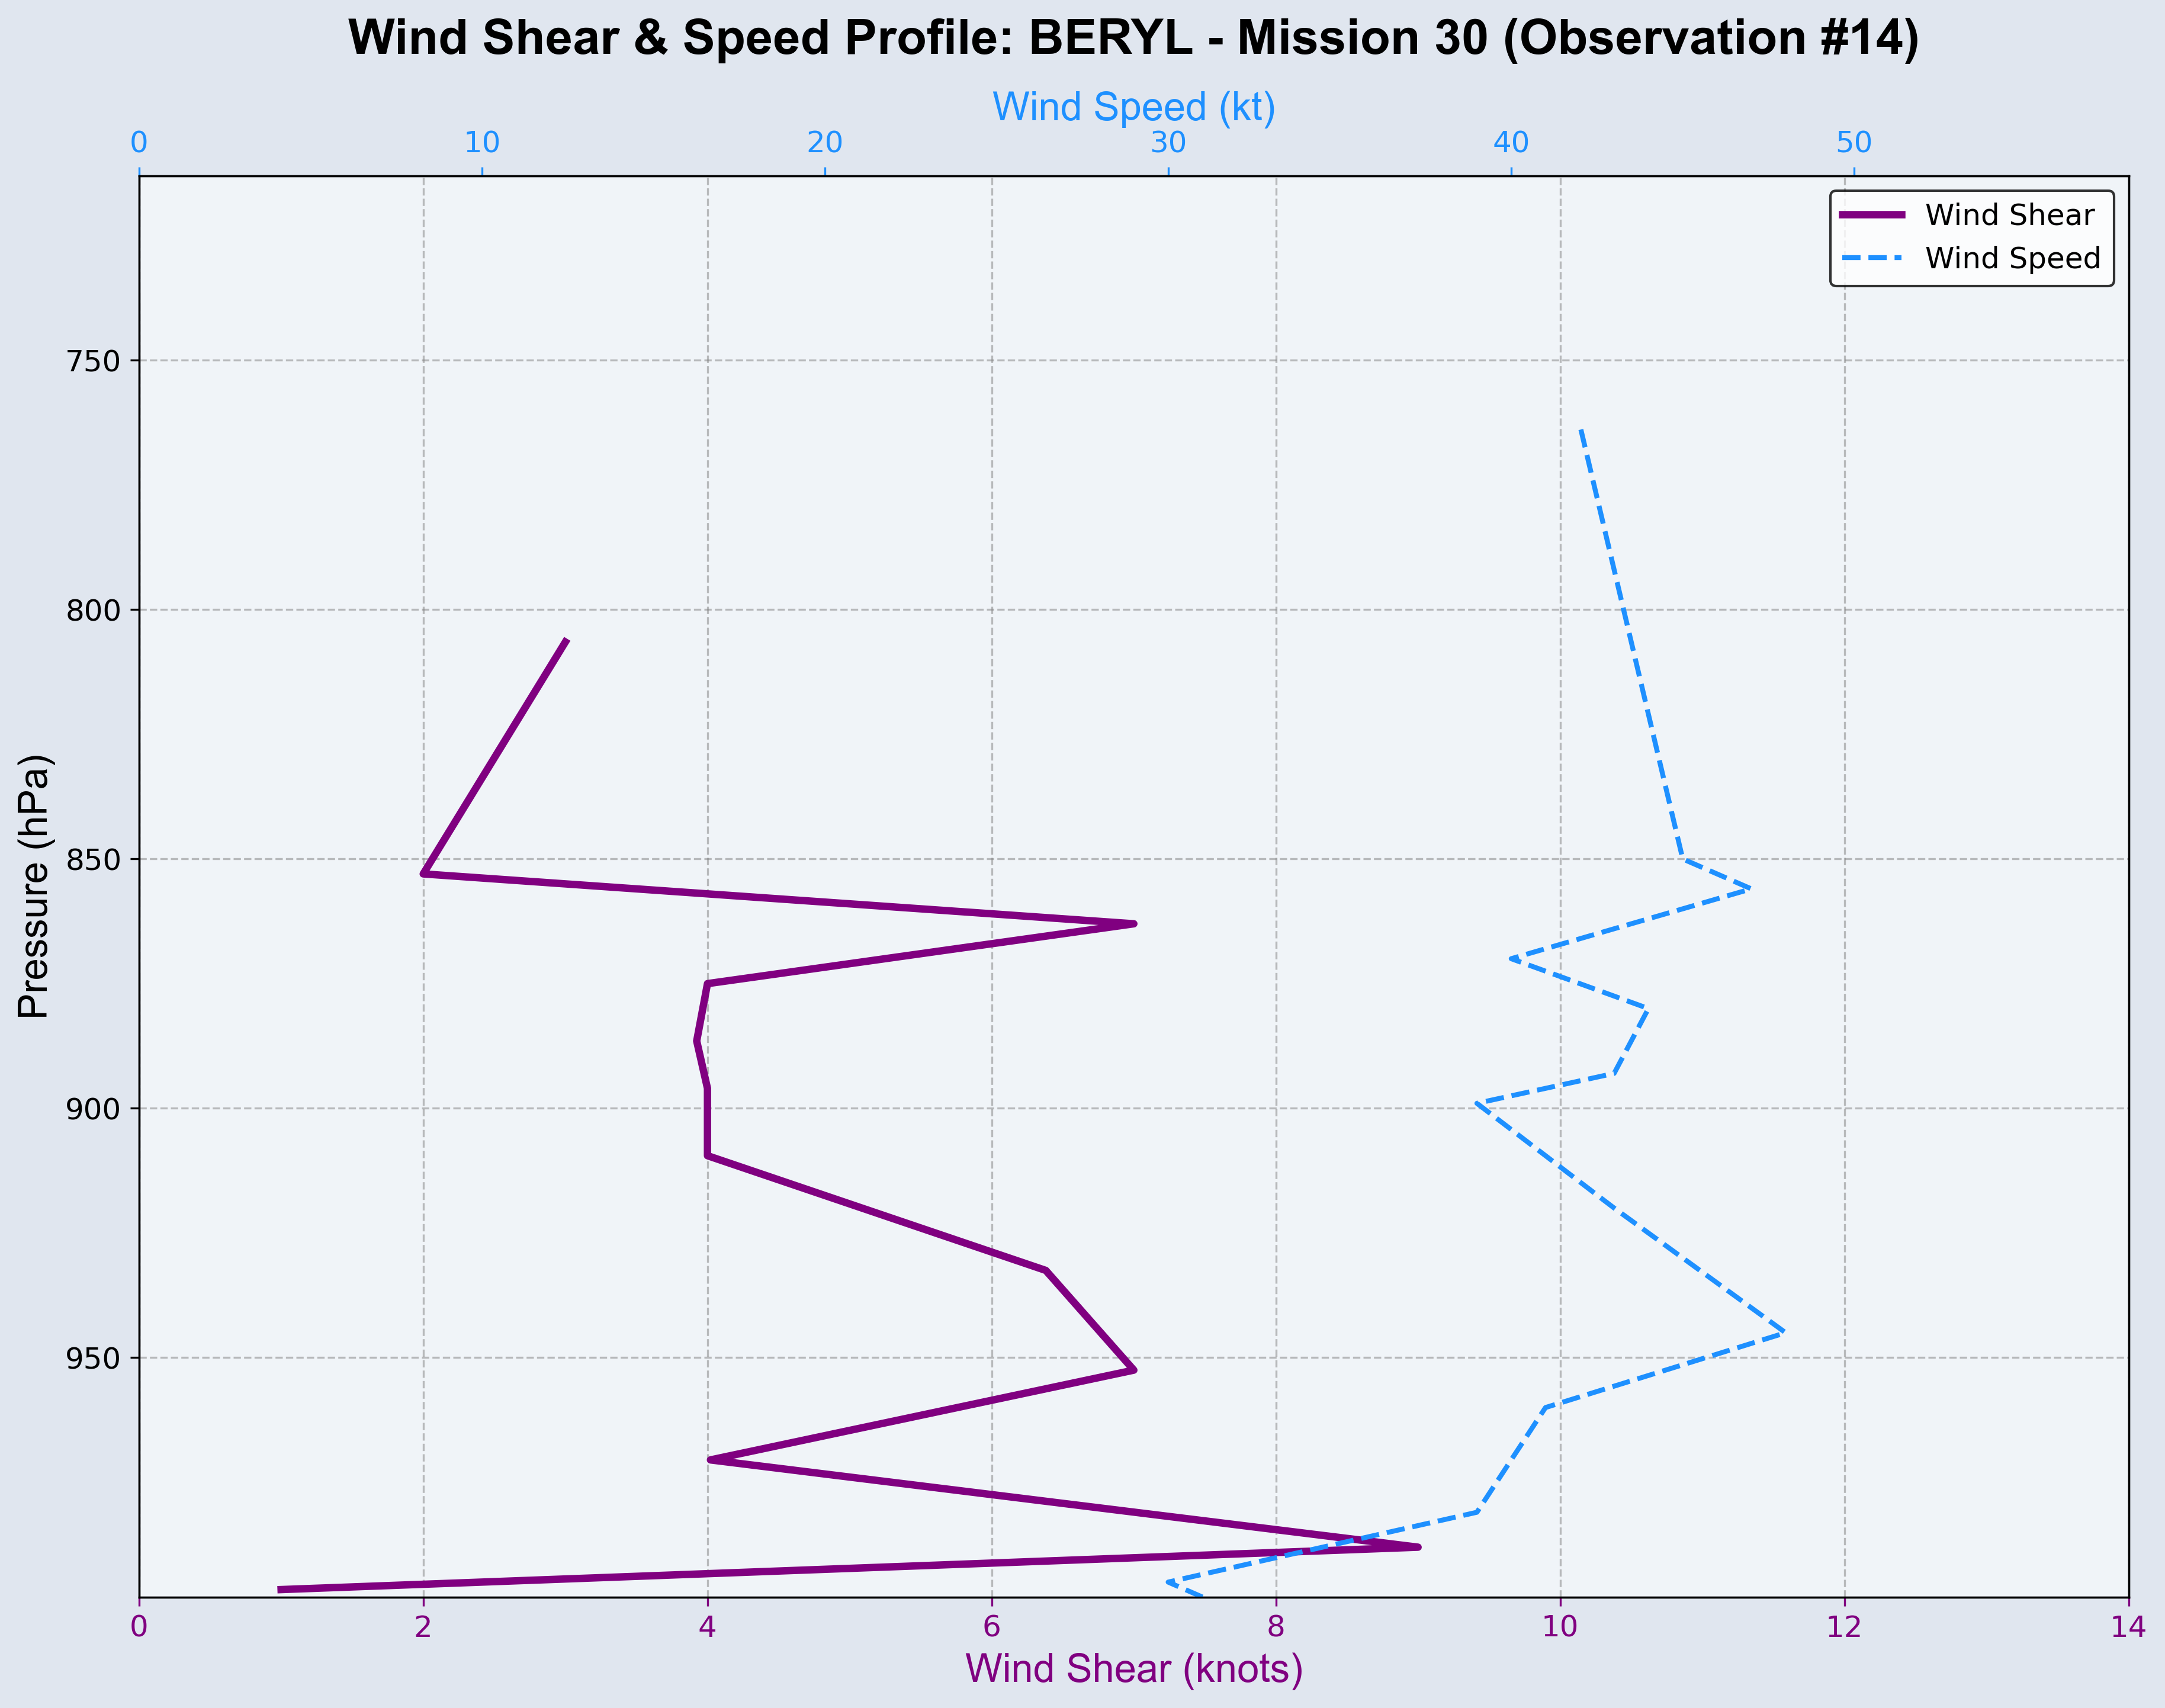 Wind Shear & Speed Profile: BERYL - Mission 30 (Observation #14)
Wind Speed (kt)
0 10 20 30 40 50
Wind Shear
Wind Speed
750
800
850
900
950
Pressure (hPa)
0 2 4 6 8 10 12 14
Wind Shear (knots)